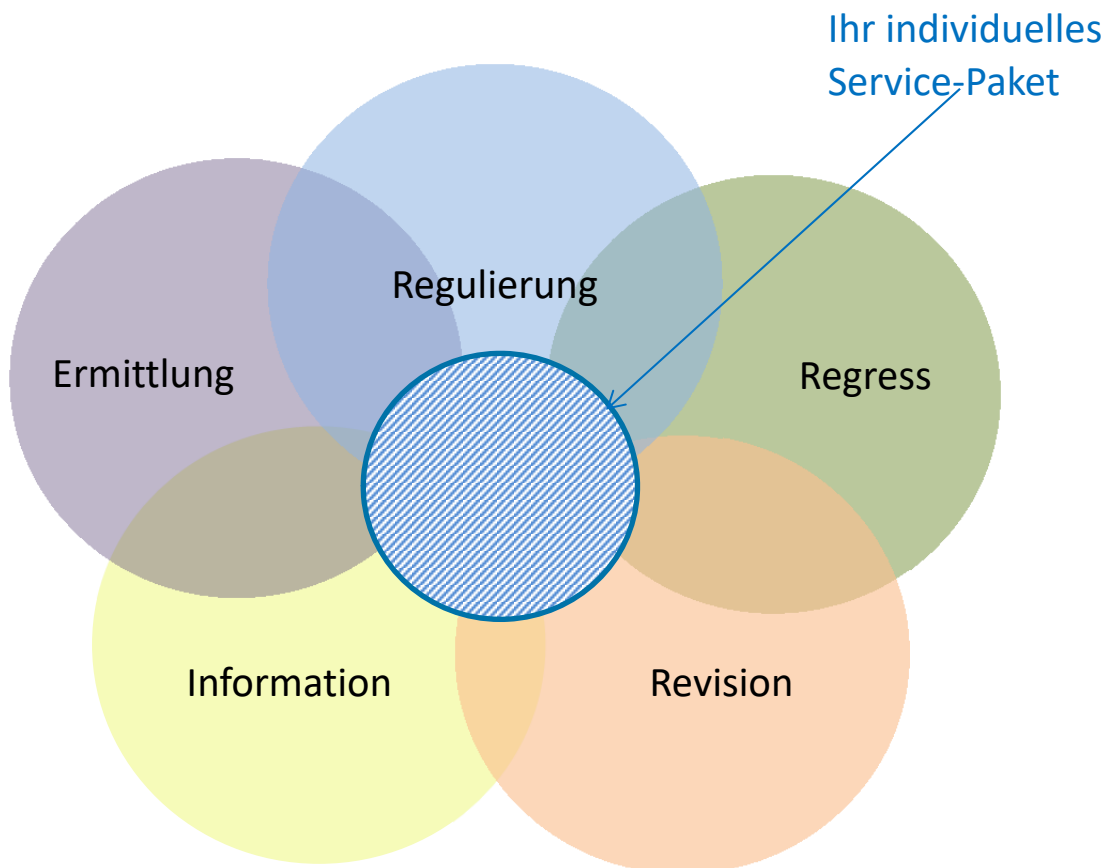 Ihr individuelles
Service-Paket
Regulierung
Ermittlung
Regress
Information
Revision